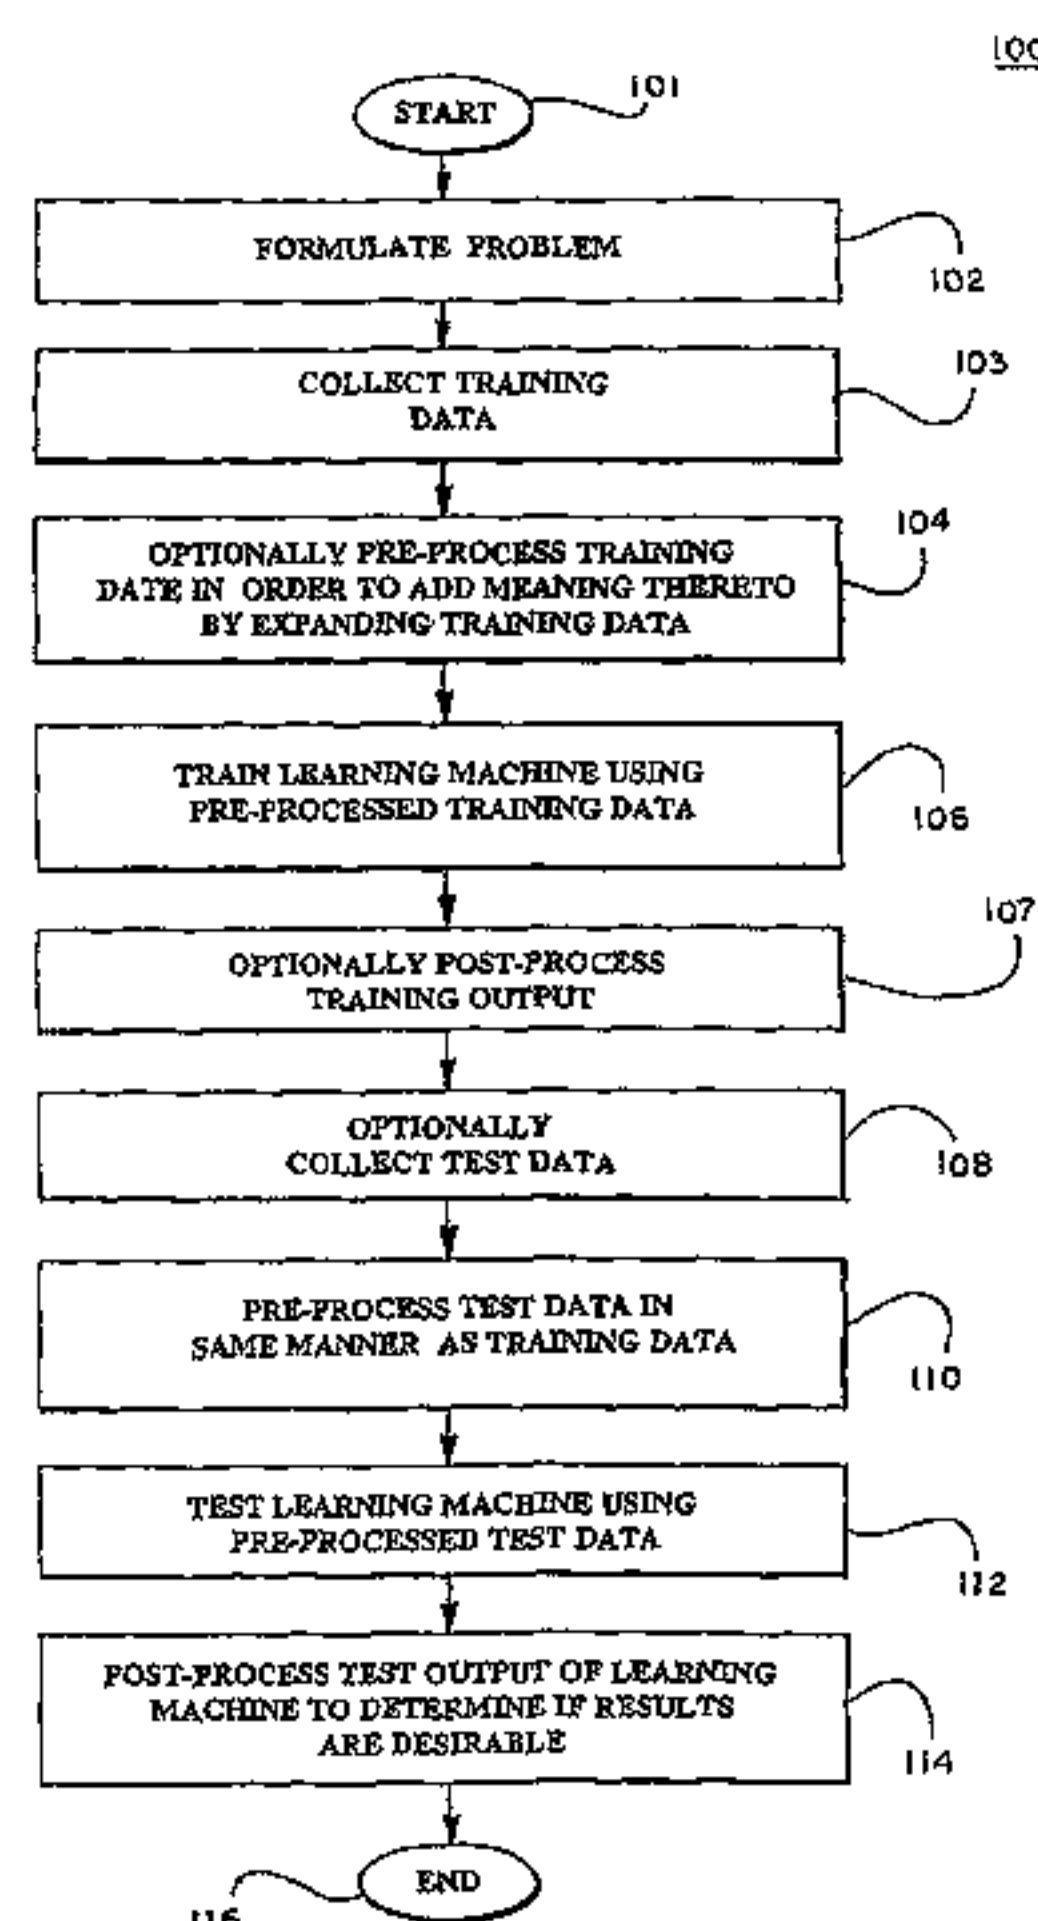 100
START
101
FORMULATE PROBLEM
102
COLLECT TRAINING
DATA
103
OPTIONALLY PRE-PROCESS TRAINING
DATE IN ORDER TO ADD MEANING THERETO
BY EXPANDING TRAINING DATA
104
TRAIN LEARNING MACHINE USING
PRE-PROCESSED TRAINING DATA
106
OPTIONALLY POST-PROCESS
TRAINING OUTPUT
107
OPTIONALLY
COLLECT TEST DATA
108
PRE-PROCESS TEST DATA IN
SAME MANNER AS TRAINING DATA
110
TEST LEARNING MACHINE USING
PRE-PROCESSED TEST DATA
112
POST-PROCESS TEST OUTPUT OF LEARNING
MACHINE TO DETERMINE IF RESULTS
ARE DESIRABLE
114
END
116